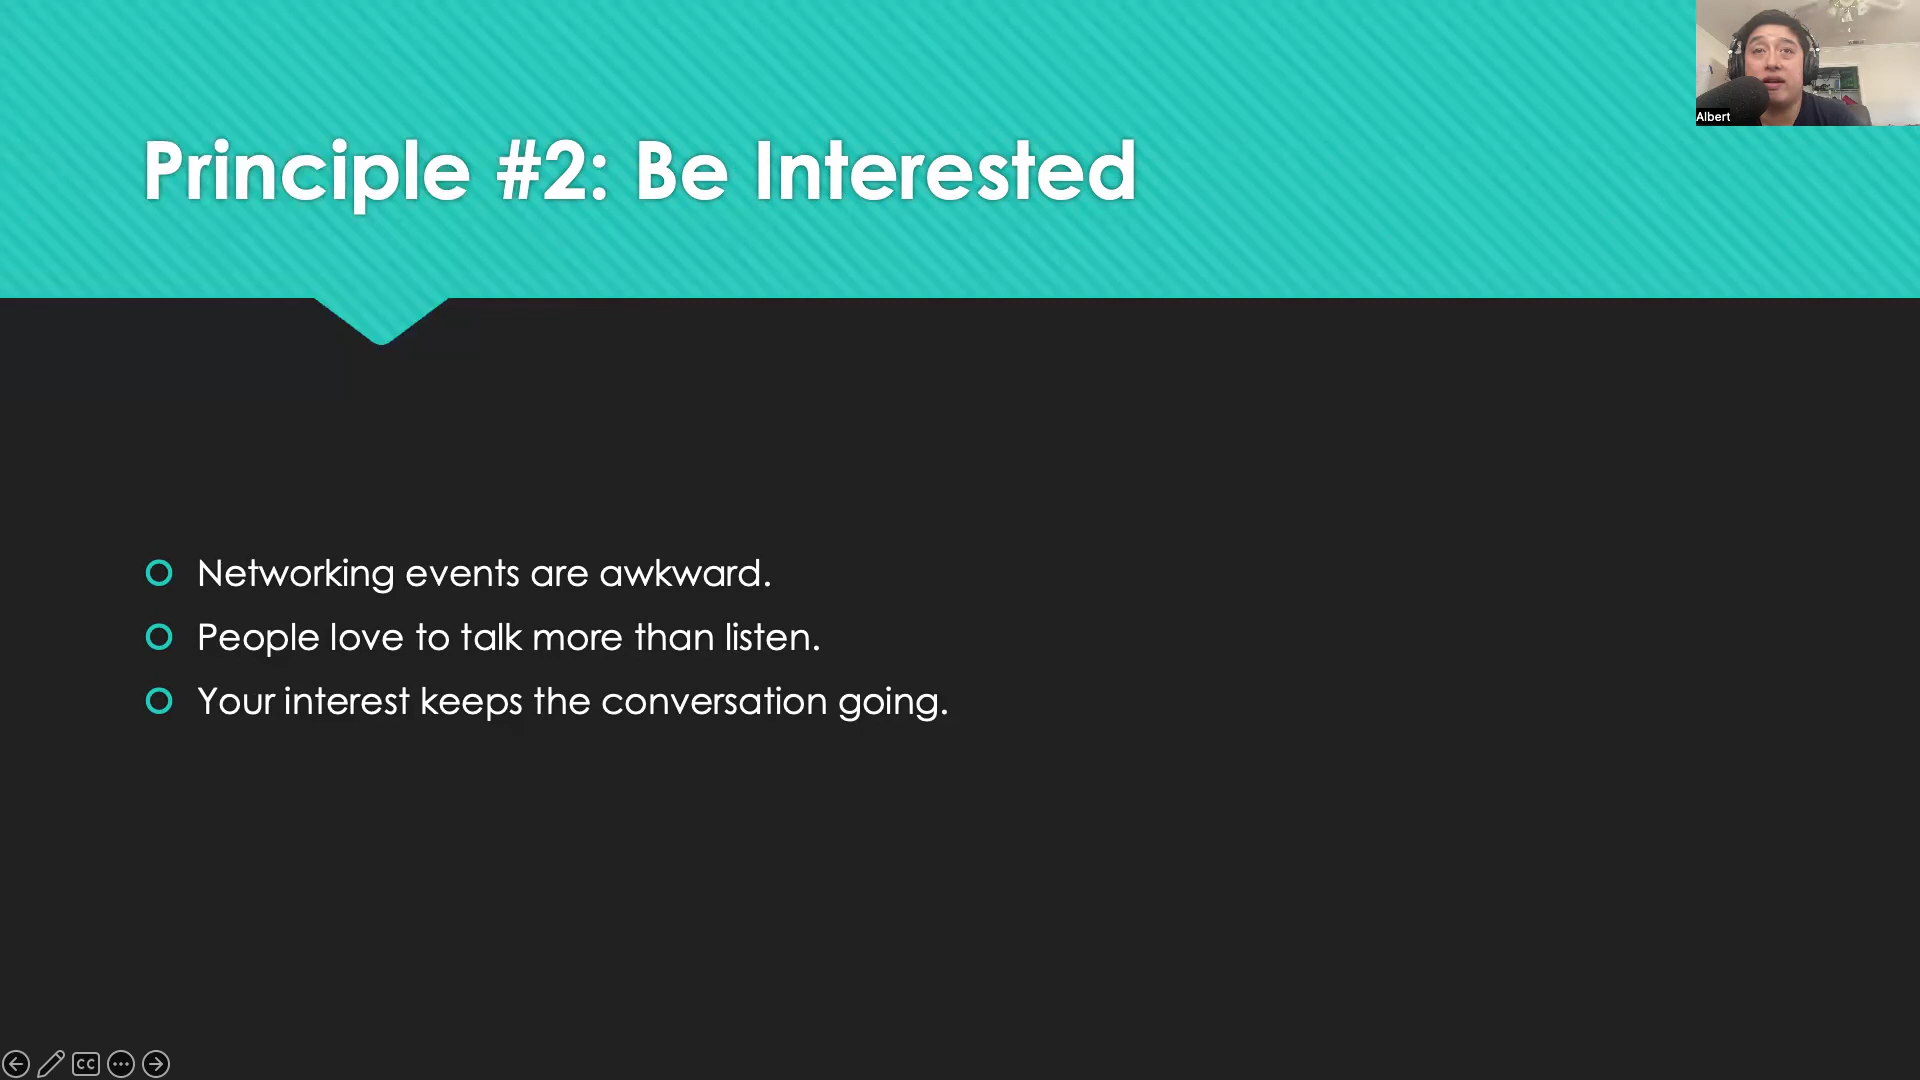 Principle #2: Be Interested
Albert
Networking events are awkward.
People love to talk more than listen.
Your interest keeps the conversation going.
CC